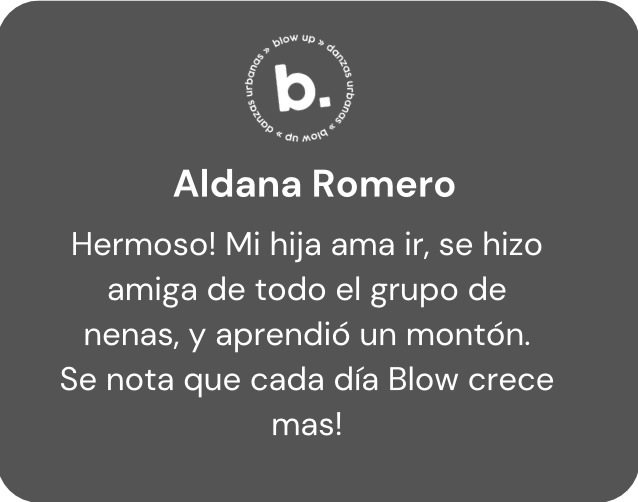 blow up » danzas urbanas » blow up » danzas urbanas »
b.
Aldana Romero
Hermoso! Mi hija ama ir, se hizo
amiga de todo el grupo de
nenas, y aprendió un montón.
Se nota que cada día Blow crece
mas!